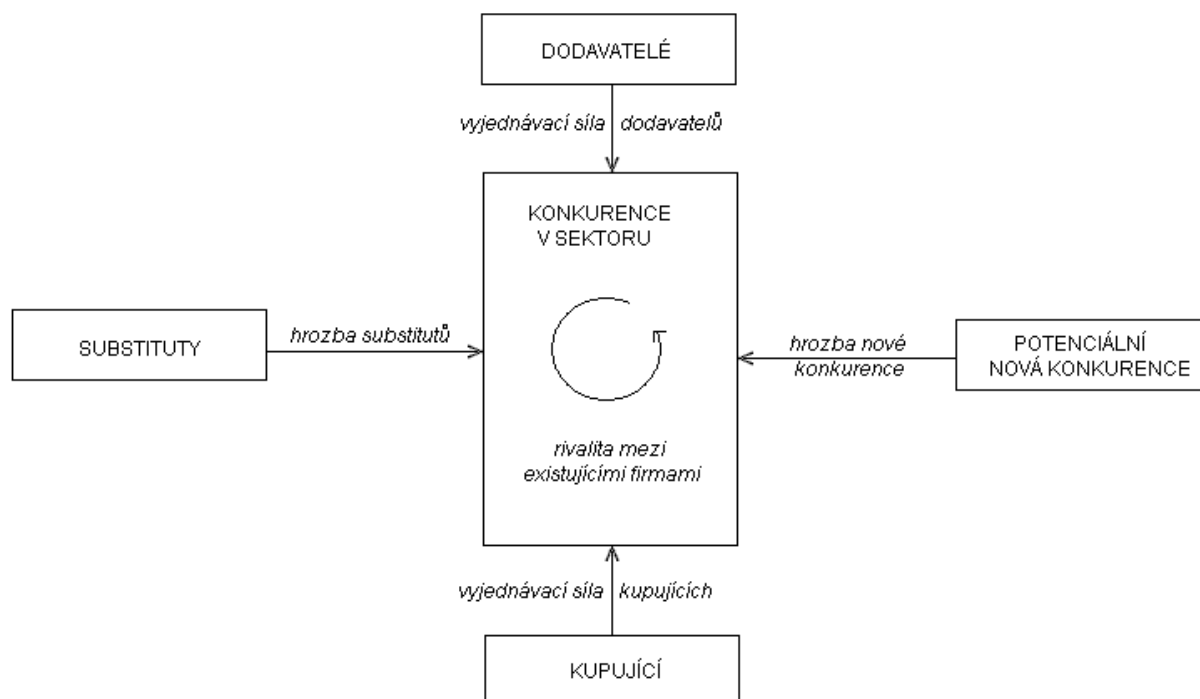 DODAVATELÉ
vyjednávací síla dodavatelů
KONKURENCE
V SEKTORU
SUBSTITUTY
hrozba substitutů
hrozba nové
konkurence
POTENCIÁLNÍ
NOVÁ KONKURENCE
rivalita mezi
existujícími firmami
vyjednávací síla kupujících
KUPUJÍCÍ